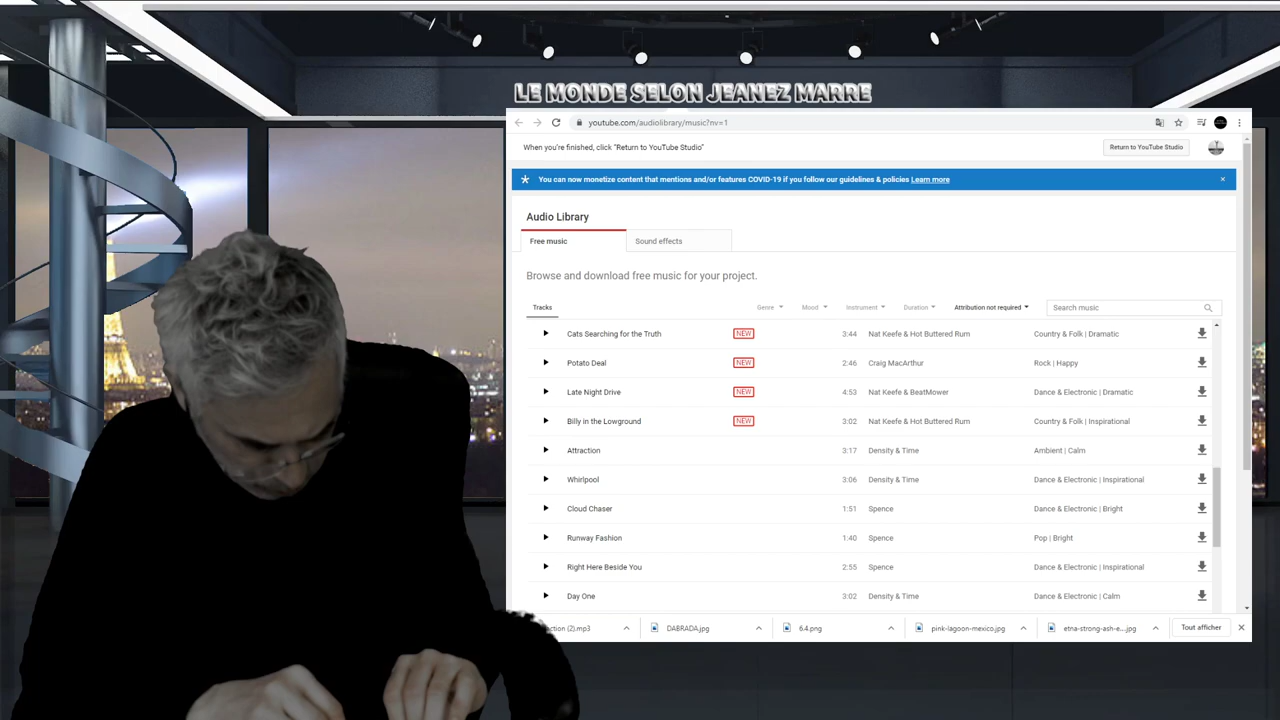 LE MONDE SELON JEANEZ MARRE
youtube.com/audiolibrary/music?nv=1
When you're finished, click "Return to YouTube Studio"
Return to YouTube Studio
You can now monetize content that mentions and/or features COVID-19 if you follow our guidelines & policies Learn more
Audio Library
Free music Sound effects
Browse and download free music for your project.
Tracks Genre Mood Instrument Duration Attribution not required Search music
Cats Searching for the Truth NEW 3:44 Nat Keefe & Hot Buttered Rum Country & Folk | Dramatic
Potato Deal NEW 2:46 Craig MacArthur Rock | Happy
Late Night Drive NEW 4:53 Nat Keefe & BeatMower Dance & Electronic | Dramatic
Billy in the Lowground NEW 3:02 Nat Keefe & Hot Buttered Rum Country & Folk | Inspirational
Attraction 3:17 Density & Time Ambient | Calm
Whirlpool 3:06 Density & Time Dance & Electronic | Inspirational
Cloud Chaser 1:51 Spence Dance & Electronic | Bright
Runway Fashion 1:40 Spence Pop | Bright
Right Here Beside You 2:55 Spence Dance & Electronic | Inspirational
Day One 3:02 Density & Time Dance & Electronic | Calm
action (2).mp3 DABRADA.jpg 6.4.png pink-lagoon-mexico.jpg etna-strong-ash-e....jpg Tout afficher